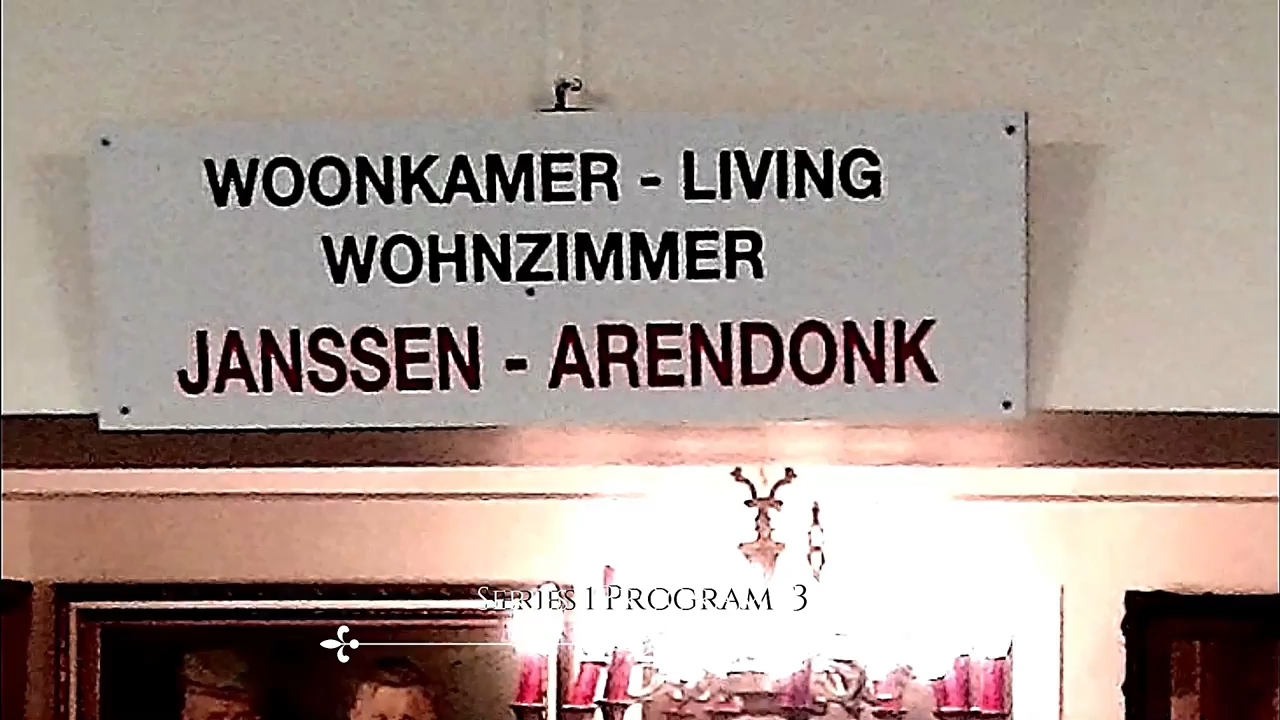 WOONKAMER - LIVING
WOHNZIMMER
JANSSEN - ARENDONK
SERIES 1 PROGRAM 3